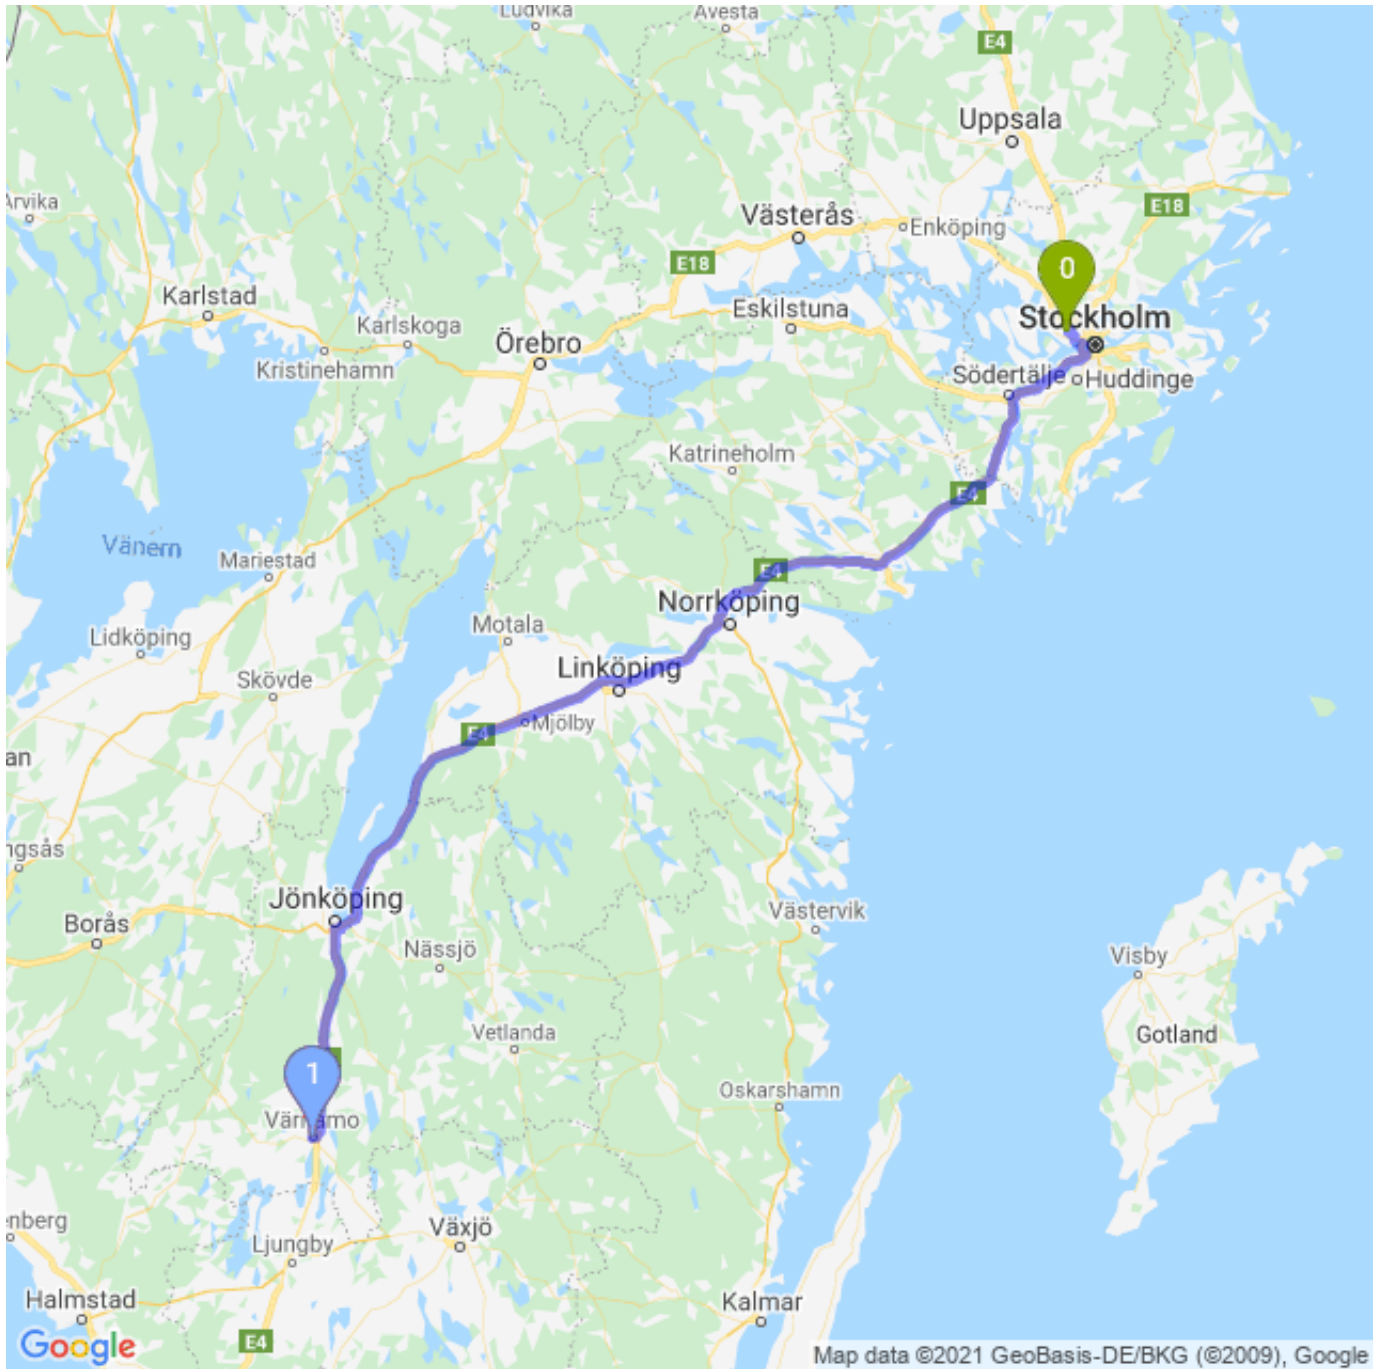 Ludvika
Avesta
E4
Uppsala
Arvika
E18
Västerås
Enköping
E18
0
Karlstad
Eskilstuna
Stockholm
Karlskoga
Örebro
Kristinehamn
Södertälje
Huddinge
Katrineholm
E4
Vänern
Mariestad
E4
Norrköping
Motala
Lidköping
Linköping
Skövde
Mjölby
E4
an
ngsås
Jönköping
Borås
Västervik
Nässjö
Visby
Vetlanda
Gotland
1
Oskarshamn
Värnamo
enberg
Växjö
Ljungby
Halmstad
Kalmar
E4
Google
Map data ©2021 GeoBasis-DE/BKG (©2009), Google